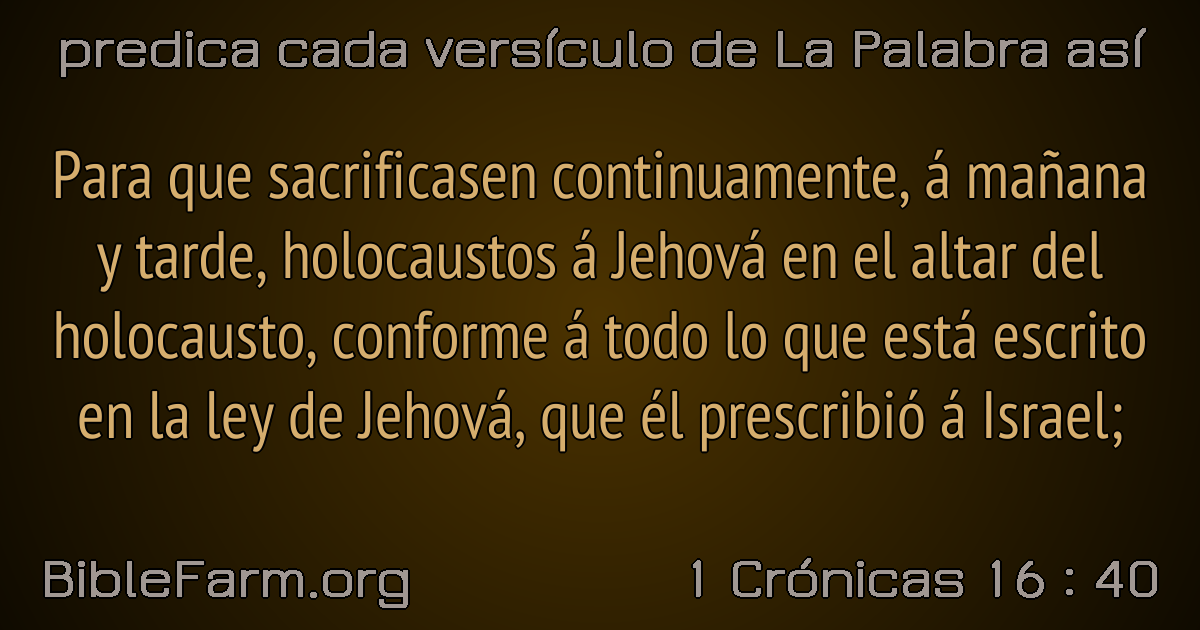 predica cada versículo de La Palabra así
Para que sacrificasen continuamente, á mañana
y tarde, holocaustos á Jehová en el altar del
holocausto, conforme á todo lo que está escrito
en la ley de Jehová, que él prescribió á Israel;
BibleFarm.org
1 Crónicas 16 : 40